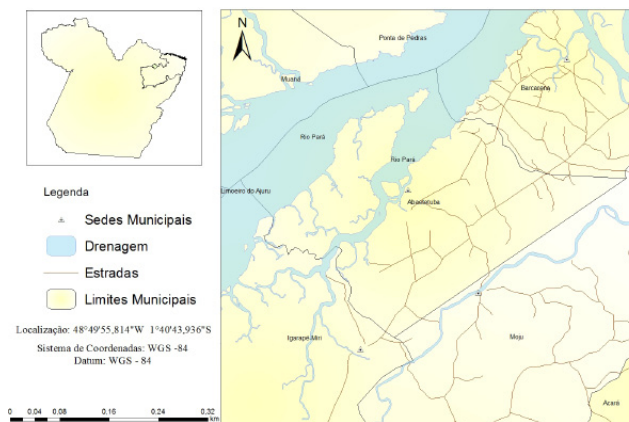 Legenda
Sedes Municipais
Drenagem
Estradas
Limites Municipais
Localização: 48°49'55,814"W 1°40'43,936"S
Sistema de Coordenadas: WGS -84
Datum: WGS - 84
0 0.04 0.08 0.16 0.24 0.32
km
N
Ponta de Pedras
Muaná
Barcarena
Rio Pará
Rio Pará
Limoeiro do Ajuru
Abaetetuba
Igarapé-Miri
Moju
Acará